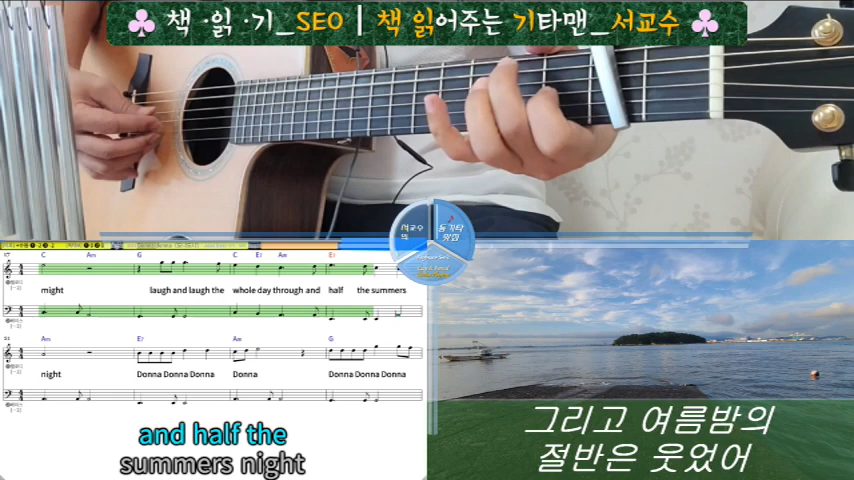 책 ·읽 ·기_SEO | 책 읽어주는 기타맨_서교수
C Am G C E7 Am E7
might laugh and laugh the whole day through and half the summers
Am E7 Am G
night Donna Donna Donna Donna Donna Donna Donna
and half the
summers night
그리고 여름밤의
절반은 웃었어